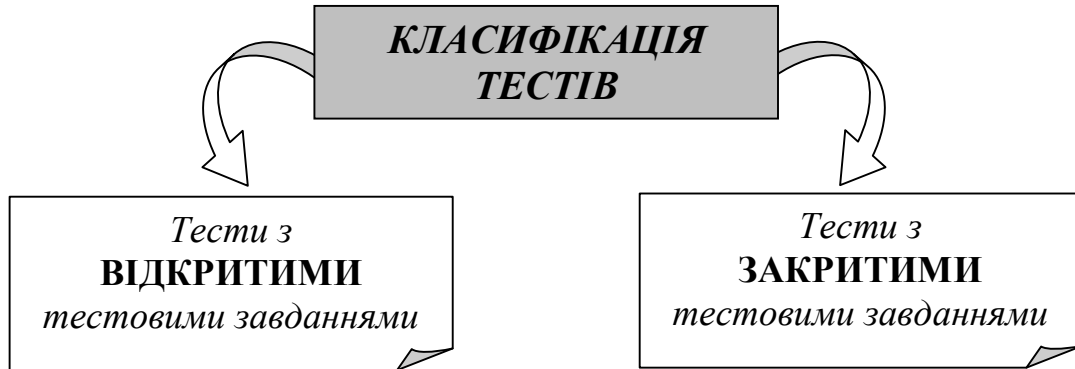 КЛАСИФІКАЦІЯ
ТЕСТІВ
Тести з
ВІДКРИТИМИ
тестовими завданнями
Тести з
ЗАКРИТИМИ
тестовими завданнями